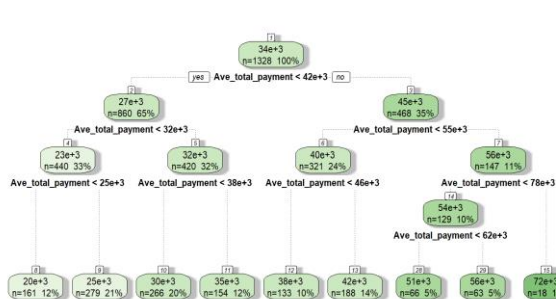 1
34e+3
n=1328 100%
yes Ave_total_payment < 42e+3 no
2 3
27e+3 45e+3
n=860 65% n=468 35%
Ave_total_payment < 32e+3 Ave_total_payment < 55e+3
4 5 6 7
23e+3 32e+3 40e+3 56e+3
n=440 33% n=420 32% n=321 24% n=147 11%
Ave_total_payment < 25e+3 Ave_total_payment < 38e+3 Ave_total_payment < 46e+3 Ave_total_payment < 78e+3
14
54e+3
n=129 10%
Ave_total_payment < 62e+3
8 9 10 11 12 13 28 29 15
20e+3 25e+3 30e+3 35e+3 38e+3 42e+3 51e+3 56e+3 72e+
n=161 12% n=279 21% n=266 20% n=154 12% n=133 10% n=188 14% n=66 5% n=63 5% n=18